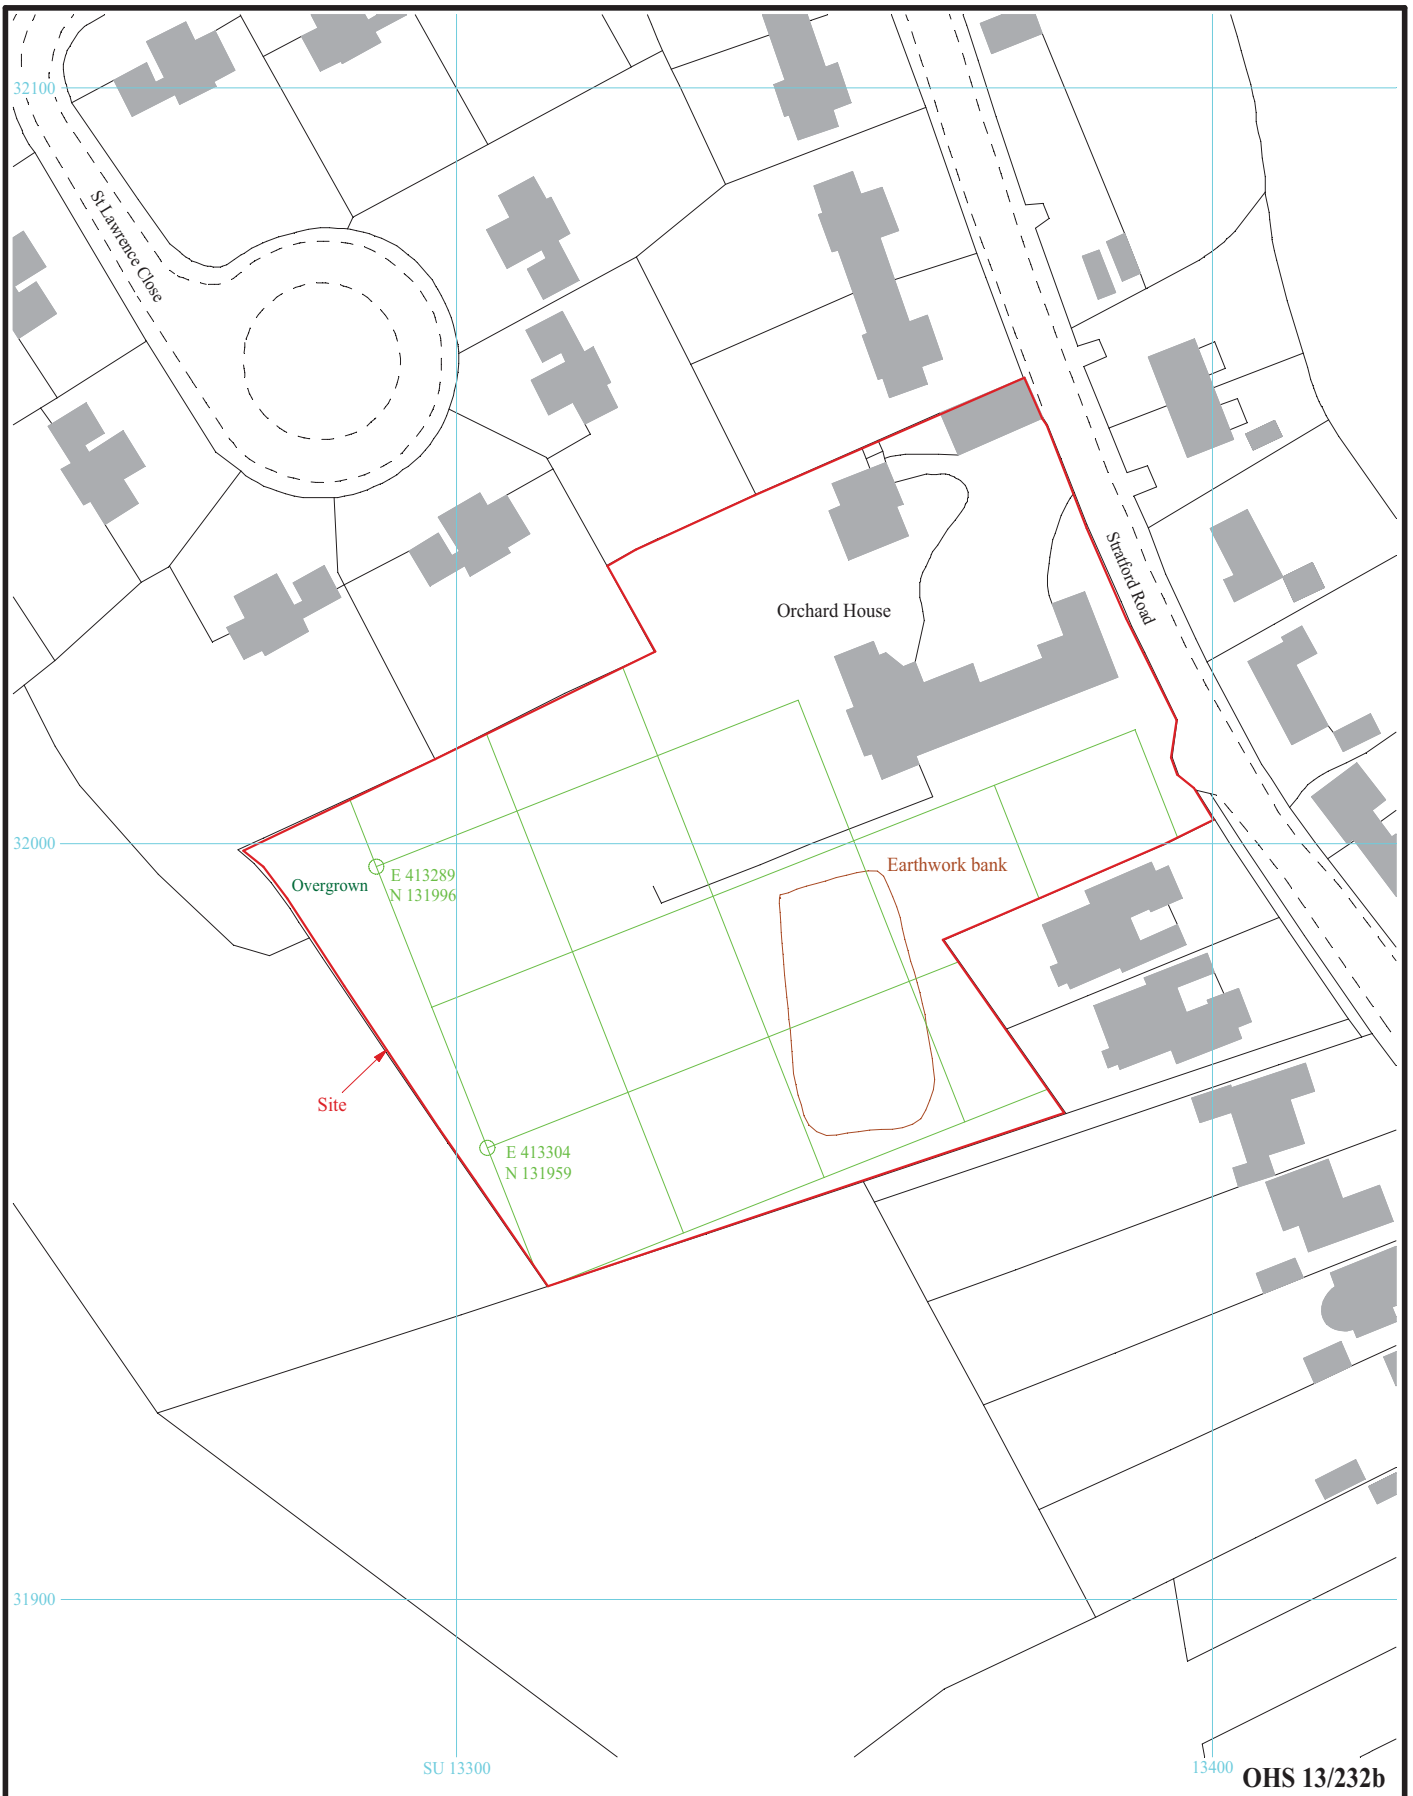 32100
St Lawrence Close
Stratford Road
Orchard House
32000
Earthwork bank
Overgrown
E 413289
N 131996
Site
E 413304
N 131959
31900
SU 13300
13400
OHS 13/232b